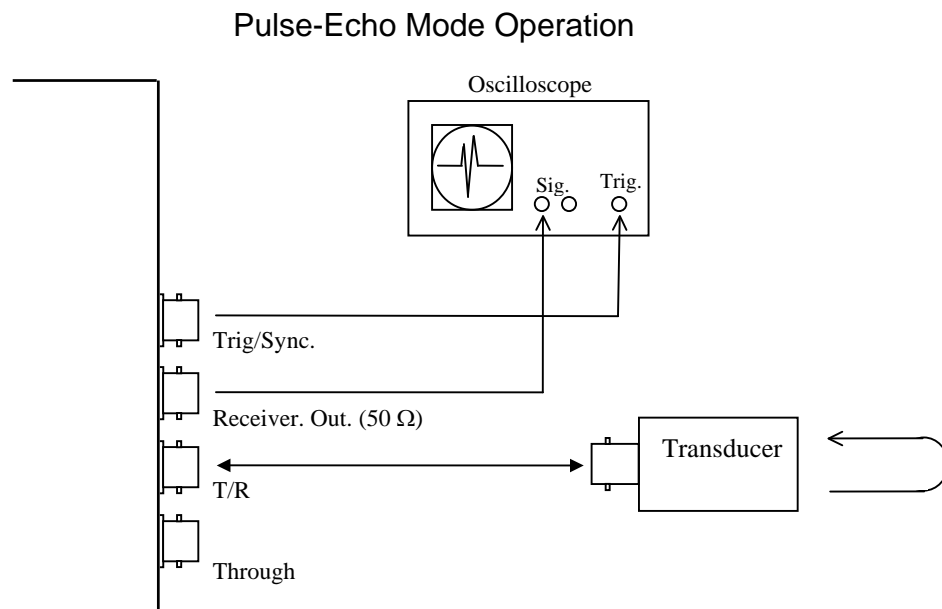 Pulse-Echo Mode Operation
Oscilloscope
Sig.
Trig.
Trig/Sync.
Receiver. Out. (50 Ω)
Transducer
T/R
Through